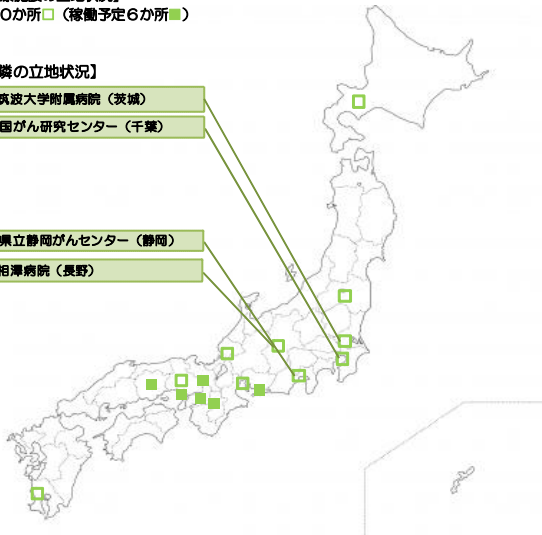 0か所□（稼働予定６か所■）
隣の立地状況】
筑波大学附属病院（茨城）
国がん研究センター（千葉）
県立静岡がんセンター（静岡）
相澤病院（長野）